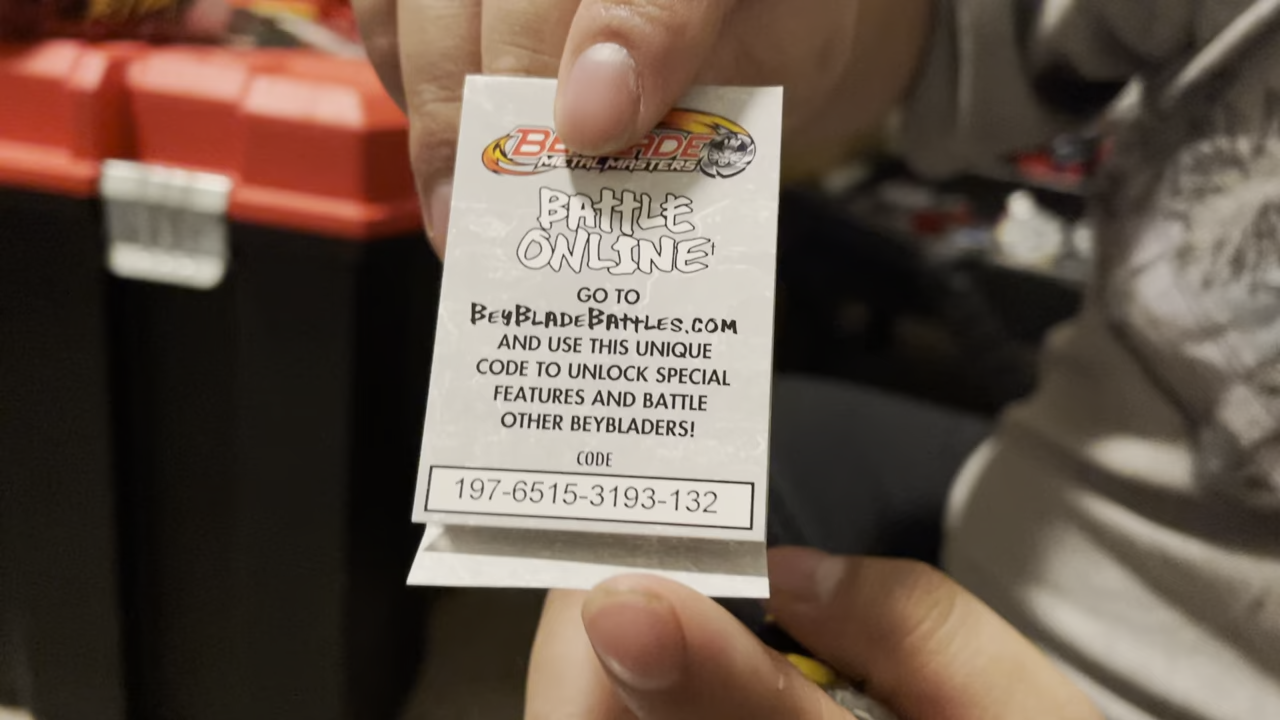 METAL MASTERS
BATTLE
ONLINE†
GO TO
BEYBLADEBATTLES.COM
AND USE THIS UNIQUE
CODE TO UNLOCK SPECIAL
FEATURES AND BATTLE
OTHER BEYBLADERS!
CODE
197-6515-3193-132